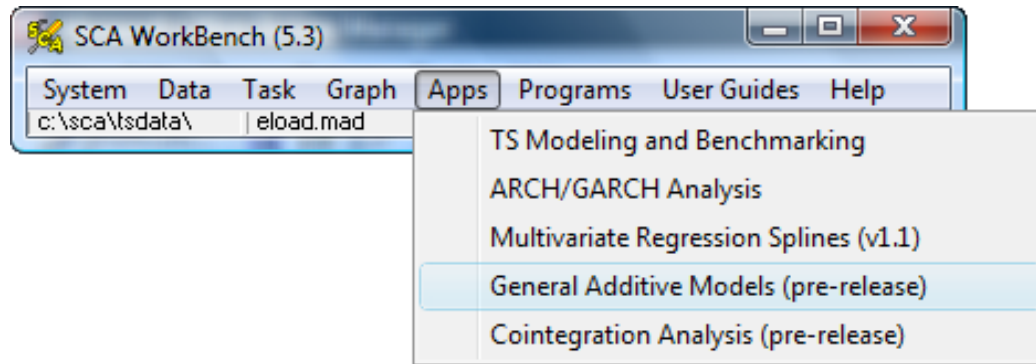 SCA WorkBench (5.3)
System Data Task Graph Apps Programs User Guides Help
c:\sca\tsdata\ eload.mad
TS Modeling and Benchmarking
ARCH/GARCH Analysis
Multivariate Regression Splines (v1.1)
General Additive Models (pre-release)
Cointegration Analysis (pre-release)